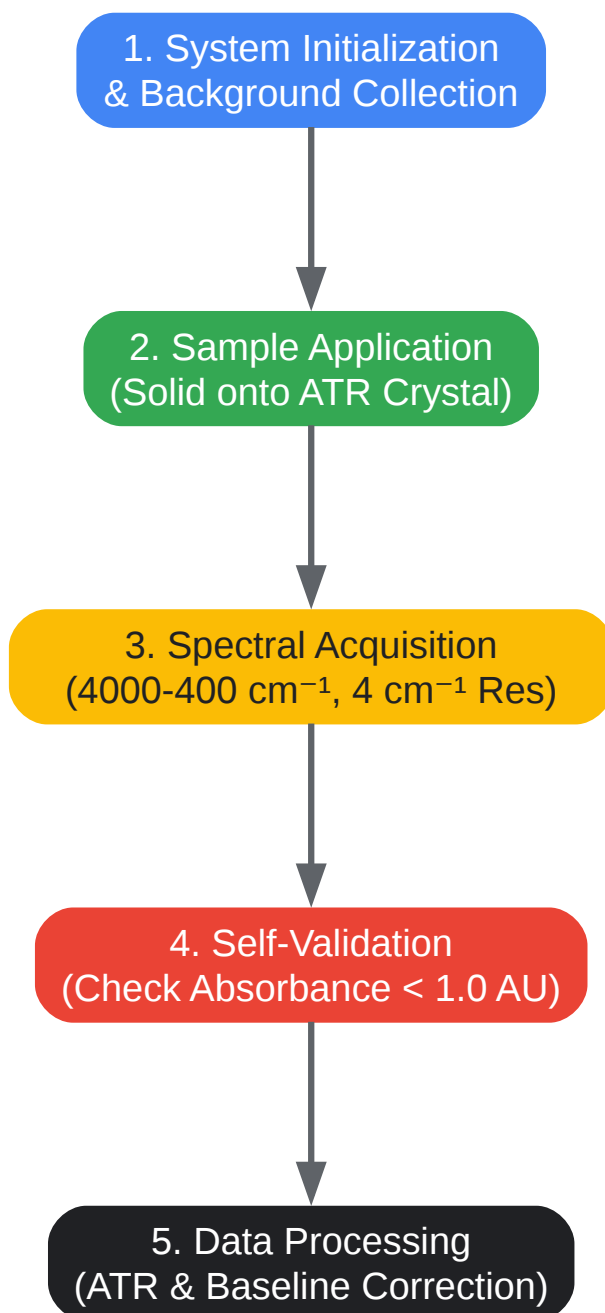 1. System Initialization
& Background Collection
2. Sample Application
(Solid onto ATR Crystal)
3. Spectral Acquisition
(4000-400 cm⁻¹, 4 cm⁻¹ Res)
4. Self-Validation
(Check Absorbance < 1.0 AU)
5. Data Processing
(ATR & Baseline Correction)